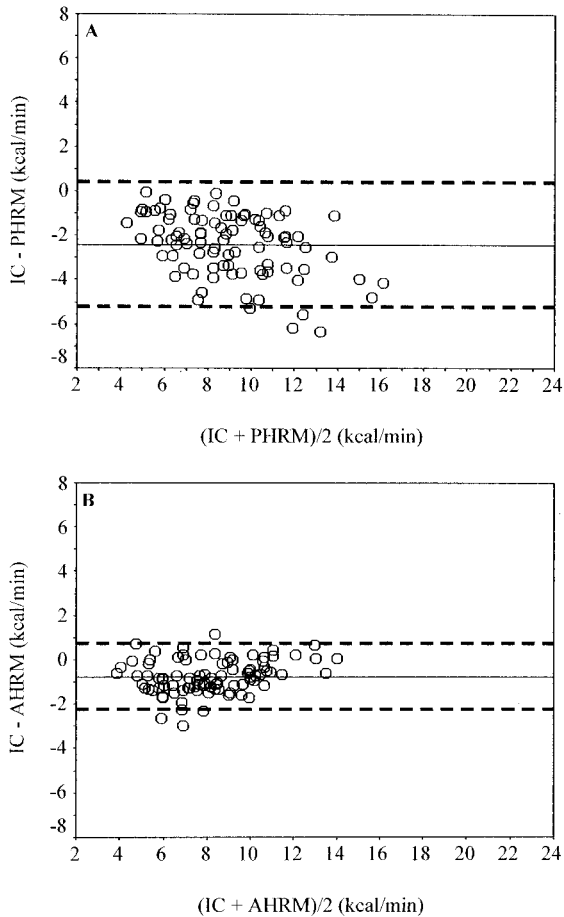 A
IC - PHRM (kcal/min)
8
6
4
2
0
-2
-4
-6
-8
2 4 6 8 10 12 14 16 18 20 22 24
(IC + PHRM)/2 (kcal/min)
B
IC - AHRM (kcal/min)
8
6
4
2
0
-2
-4
-6
-8
2 4 6 8 10 12 14 16 18 20 22 24
(IC + AHRM)/2 (kcal/min)